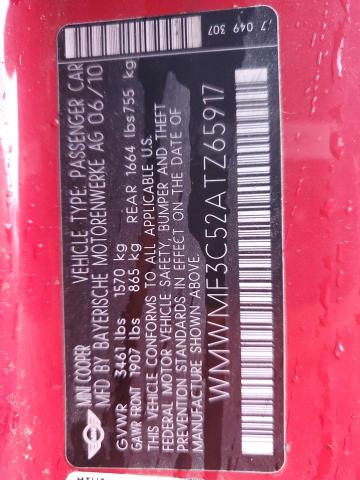 MINI COOPER VEHICLE TYPE: PASSENGER CAR
MFD BY BAYERISCHE MOTORENWERKE AG 06/10
GVWR 3461 lbs 1570 kg
GAWR FRONT 1907 lbs 865 kg REAR 1664 lbs 755 kg
THIS VEHICLE CONFORMS TO ALL APPLICABLE U.S.
FEDERAL MOTOR VEHICLE SAFETY, BUMPER AND THEFT
PREVENTION STANDARDS IN EFFECT ON THE DATE OF
MANUFACTURE SHOWN ABOVE.
WMWMF3C52ATZ65917
7 049 307